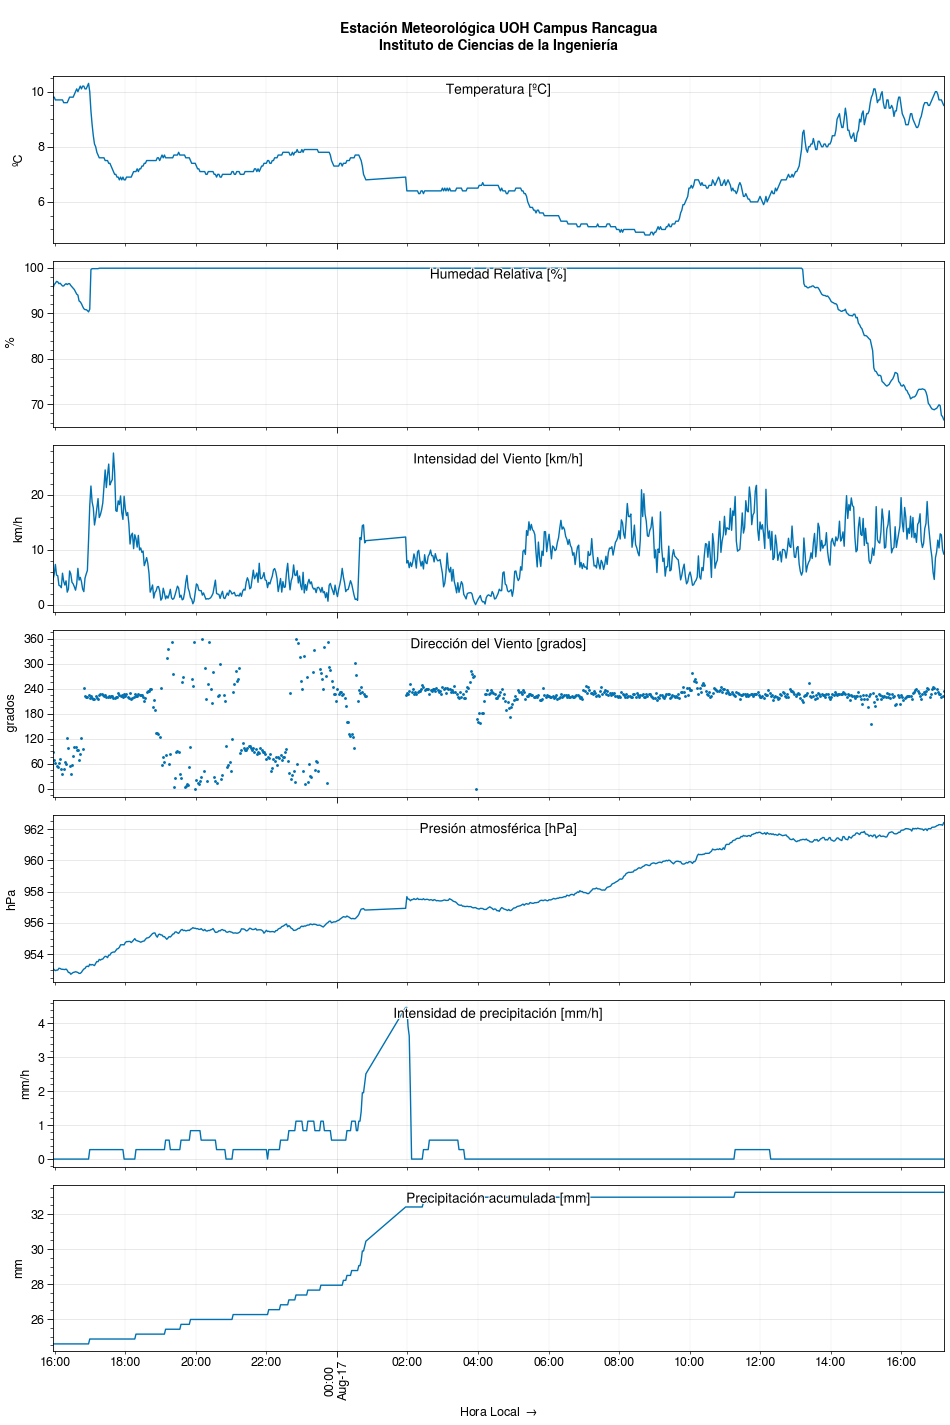 Estación Meteorológica UOH Campus Rancagua
Instituto de Ciencias de la Ingeniería
Temperatura [ºC]
ºC
10
8
6
Humedad Relativa [%]
%
100
90
80
70
Intensidad del Viento [km/h]
km/h
20
10
0
Dirección del Viento [grados]
grados
360
300
240
180
120
60
0
Presión atmosférica [hPa]
hPa
962
960
958
956
954
Intensidad de precipitación [mm/h]
mm/h
4
3
2
1
0
Precipitación acumulada [mm]
mm
32
30
28
26
16:00 18:00 20:00 22:00 00:00 02:00 04:00 06:00 08:00 10:00 12:00 14:00 16:00
Aug-17
Hora Local →